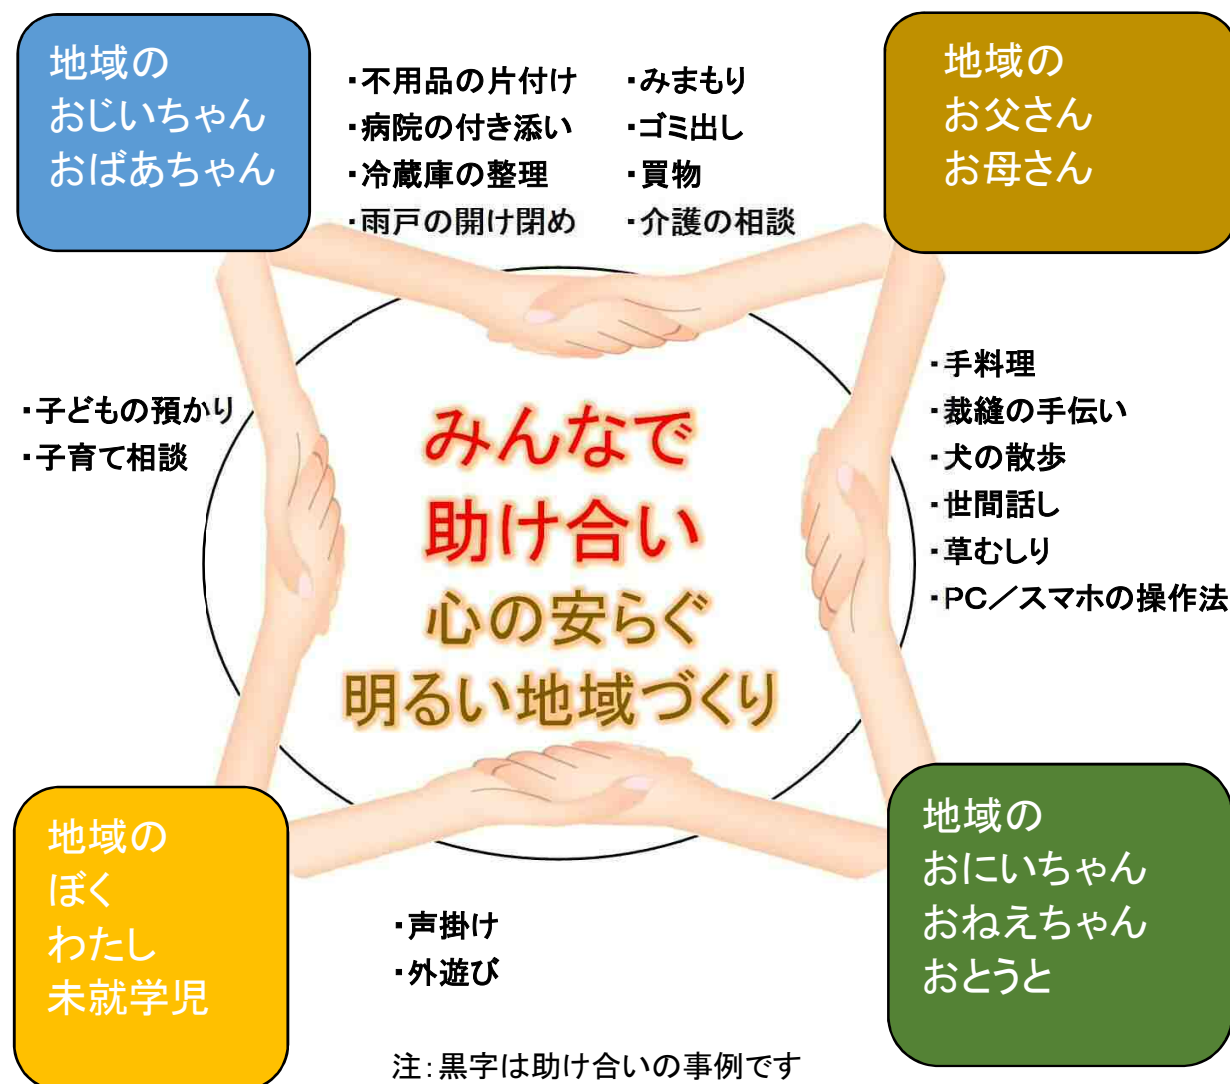 地域の
おじいちゃん
おばあちゃん
・不用品の片付け
・病院の付き添い
・冷蔵庫の整理
・雨戸の開け閉め
・みまもり
・ゴミ出し
・買物
・介護の相談
地域の
お父さん
お母さん
・子どもの預かり
・子育て相談
みんなで
助け合い
心の安らぐ
明るい地域づくり
・手料理
・裁縫の手伝い
・犬の散歩
・世間話し
・草むしり
・PC／スマホの操作法
地域の
ぼく
わたし
未就学児
・声掛け
・外遊び
地域の
おにいちゃん
おねえちゃん
おとうと
注：黒字は助け合いの事例です